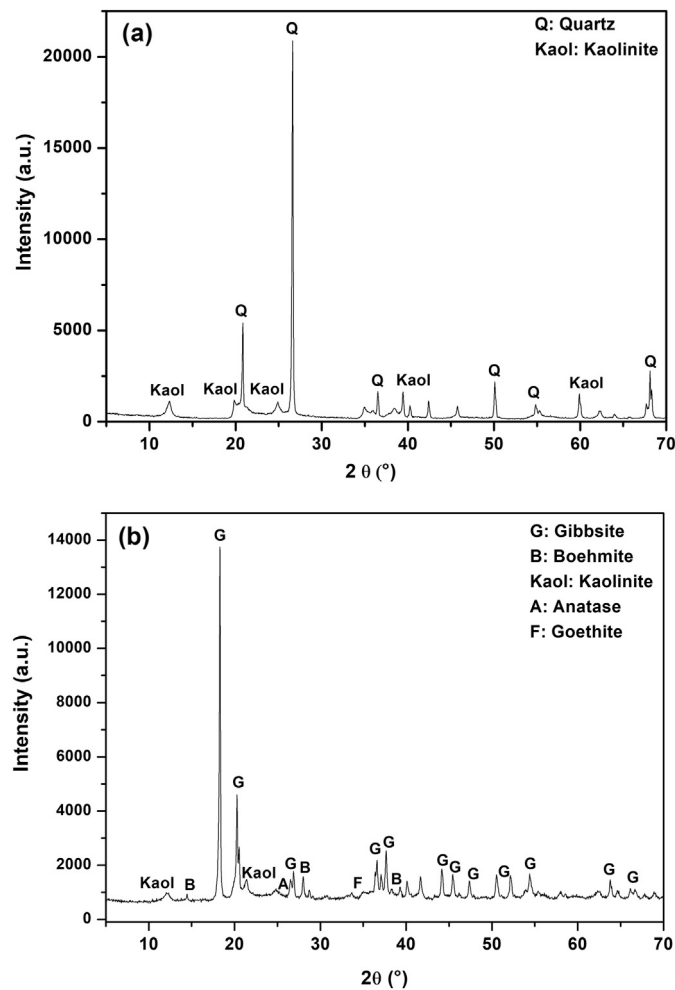 (a)
Q: Quartz
Kaol: Kaolinite
Q
Q
Kaol
Kaol
Kaol
Q
Kaol
Q
Q
Kaol
Q
20000
15000
10000
5000
0
Intensity (a.u.)
10 20 30 40 50 60 70
2 θ (°)
(b)
G: Gibbsite
B: Boehmite
Kaol: Kaolinite
A: Anatase
F: Goethite
G
G
Kaol
B
Kaol
A
G
B
F
G
G
B
G
G
G
G
G
G
G
14000
12000
10000
8000
6000
4000
2000
0
Intensity (a.u.)
10 20 30 40 50 60 70
2θ (°)